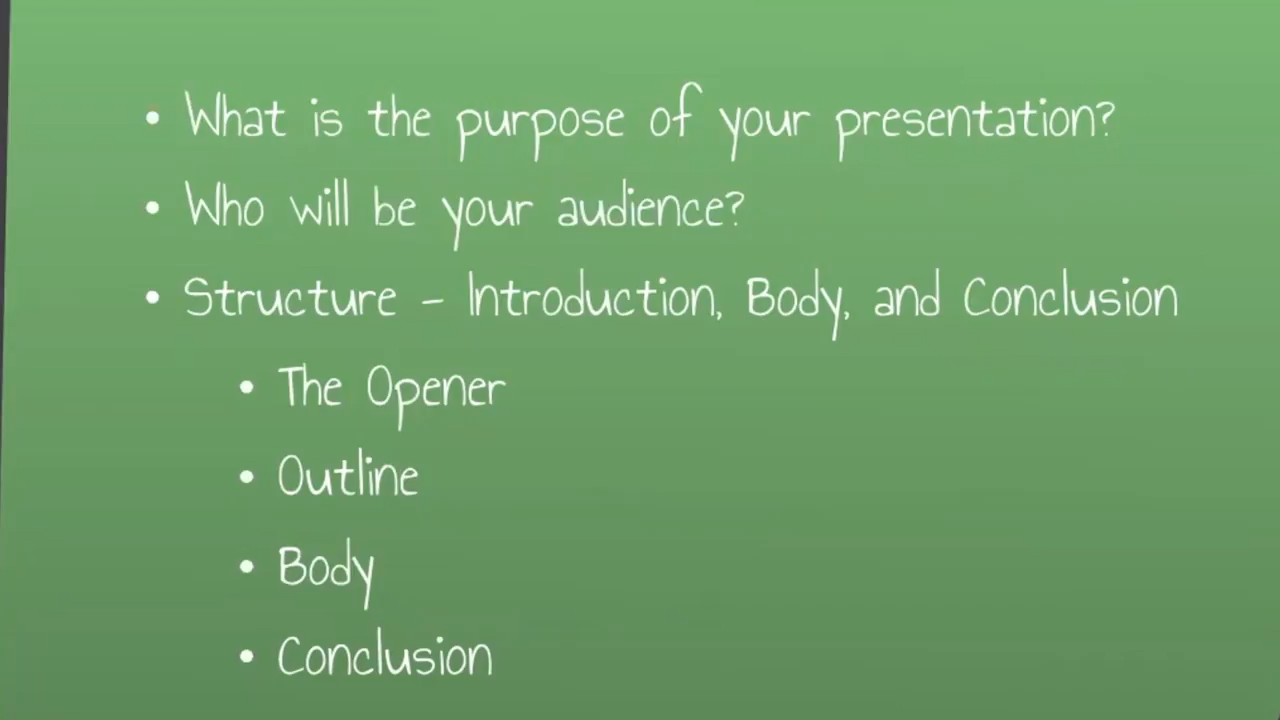 • What is the purpose of your presentation?
• Who will be your audience?
• Structure – Introduction, Body, and Conclusion
• The Opener
• Outline
• Body
• Conclusion